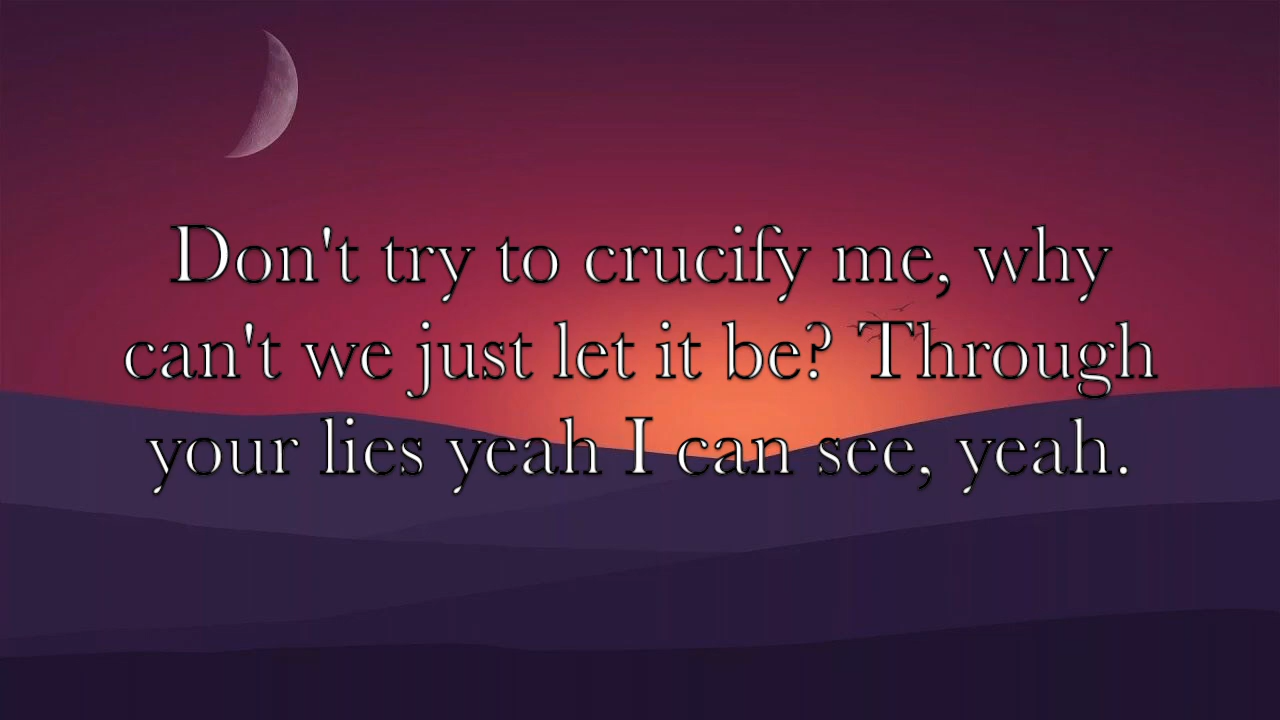 Don't try to crucify me, why
can't we just let it be? Through
your lies yeah I can see, yeah.